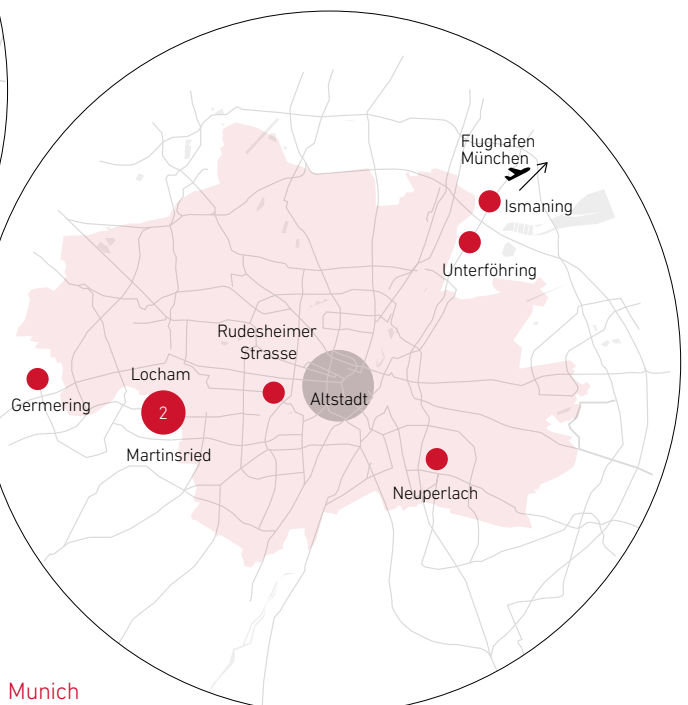 Flughafen
München
Ismaning
Unterföhring
Rudesheimer
Strasse
Locham
Altstadt
Germering
2
Martinsried
Neuperlach
Munich